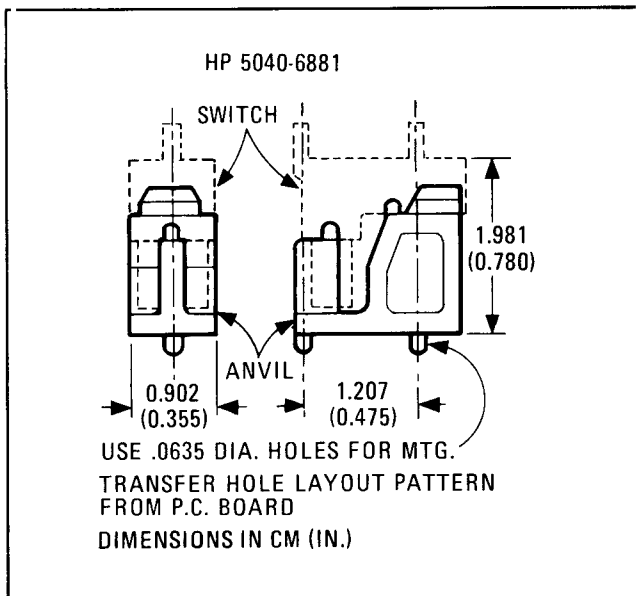 HP 5040-6881
SWITCH
1.981
(0.780)
ANVIL
0.902
(0.355)
1.207
(0.475)
USE .0635 DIA. HOLES FOR MTG.
TRANSFER HOLE LAYOUT PATTERN
FROM P.C. BOARD
DIMENSIONS IN CM (IN.)